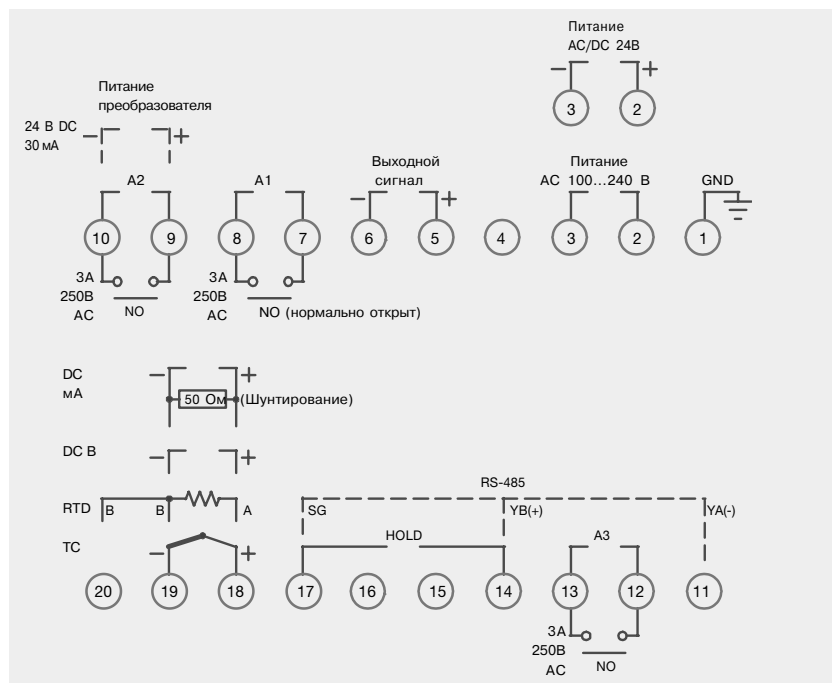 Питание
AC/DC 24В
3
2
Питание
преобразователя
24 В DC
30 мА
A2
A1
Выходной
сигнал
Питание
AC 100...240 В
GND
10
9
8
7
6
5
4
3
2
1
3А
250В
AC
NO
3А
250В
AC
NO (нормально открыт)
DC
мА
50 Ом (Шунтирование)
DC В
RTD
B
B
A
RS-485
SG
YB(+)
YA(-)
TC
HOLD
A3
20
19
18
17
16
15
14
13
12
11
3А
250В
AC
NO